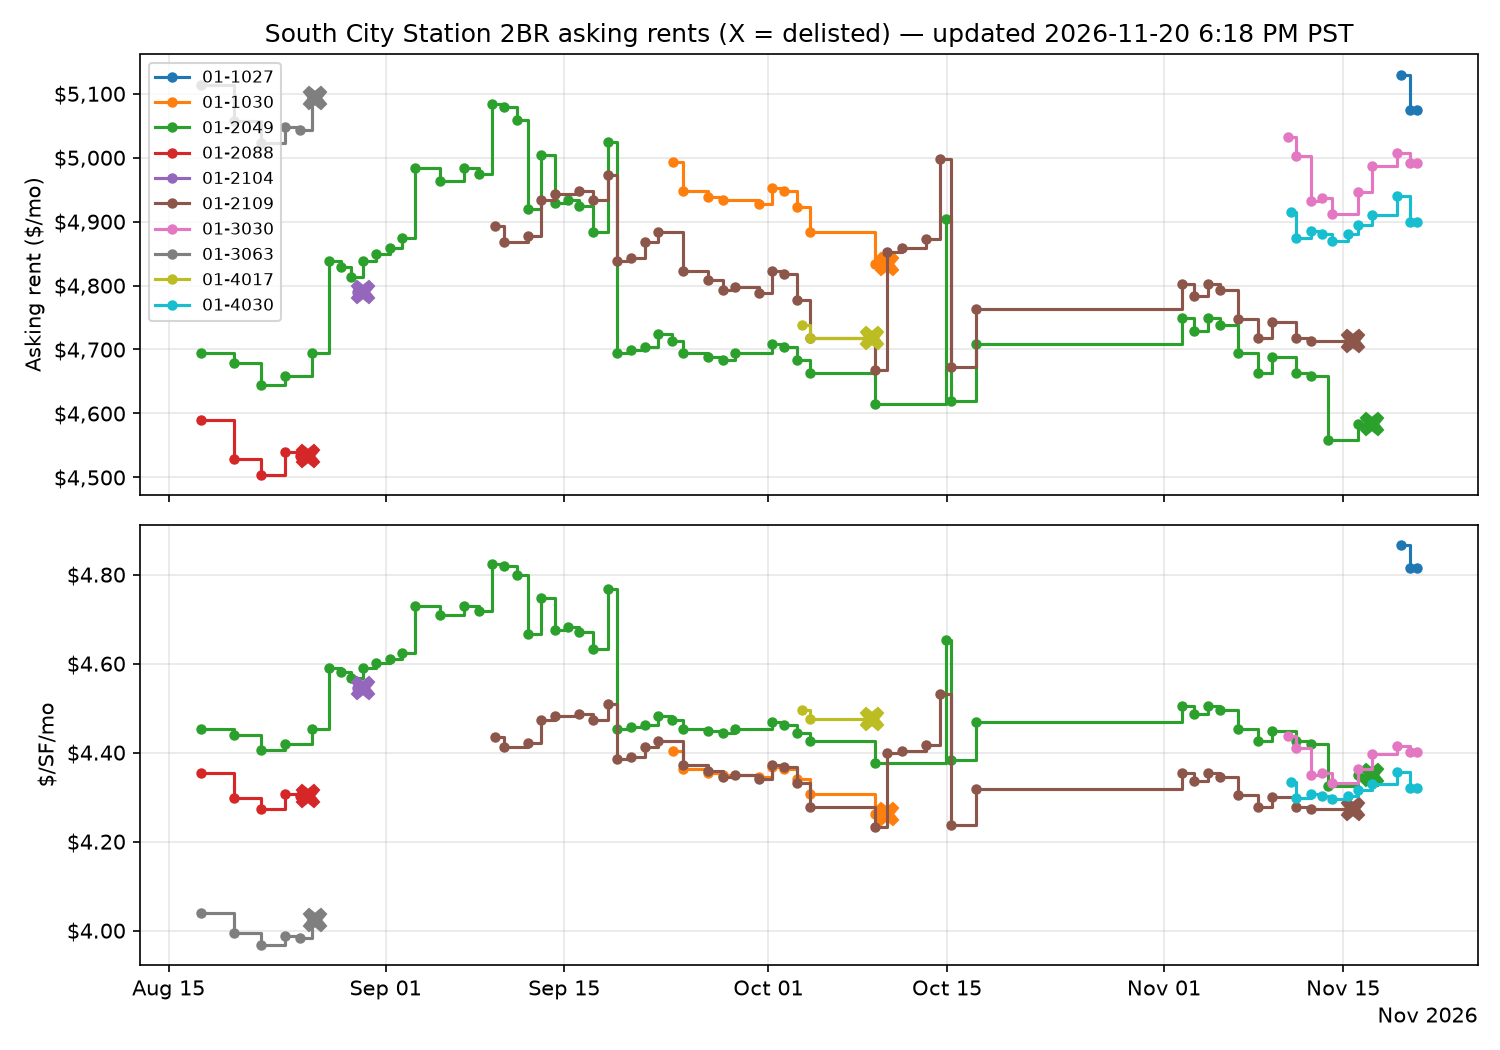 South City Station 2BR asking rents (X = delisted) — updated 2026-11-20 6:18 PM PST
Asking rent ($/mo)
$5,100
$5,000
$4,900
$4,800
$4,700
$4,600
$4,500
01-1027
01-1030
01-2049
01-2088
01-2104
01-2109
01-3030
01-3063
01-4017
01-4030
$/SF/mo
$4.80
$4.60
$4.40
$4.20
$4.00
Aug 15
Sep 01
Sep 15
Oct 01
Oct 15
Nov 01
Nov 15
Nov 2026